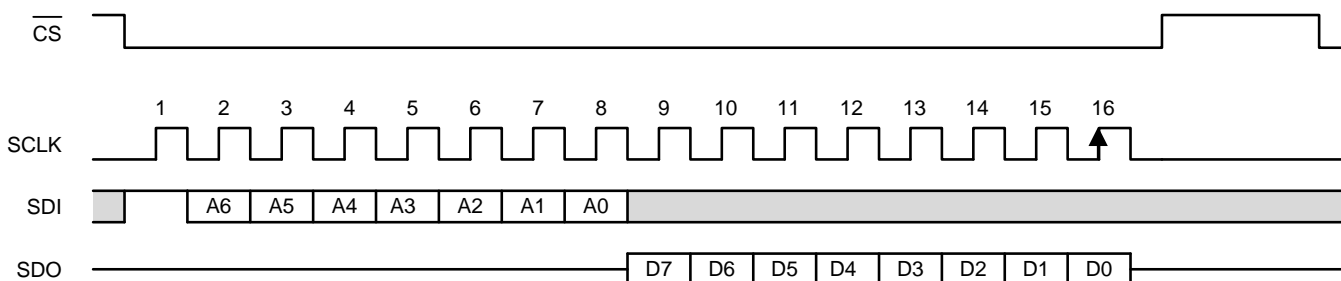 CS
1 2 3 4 5 6 7 8 9 10 11 12 13 14 15 16
SCLK
SDI A6 A5 A4 A3 A2 A1 A0
SDO D7 D6 D5 D4 D3 D2 D1 D0